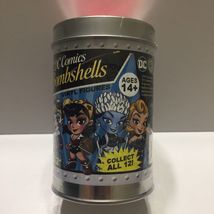 DC Comics
Bombshells
VINYL FIGURES
AGES
14+
DC
COLLECT
ALL 12!